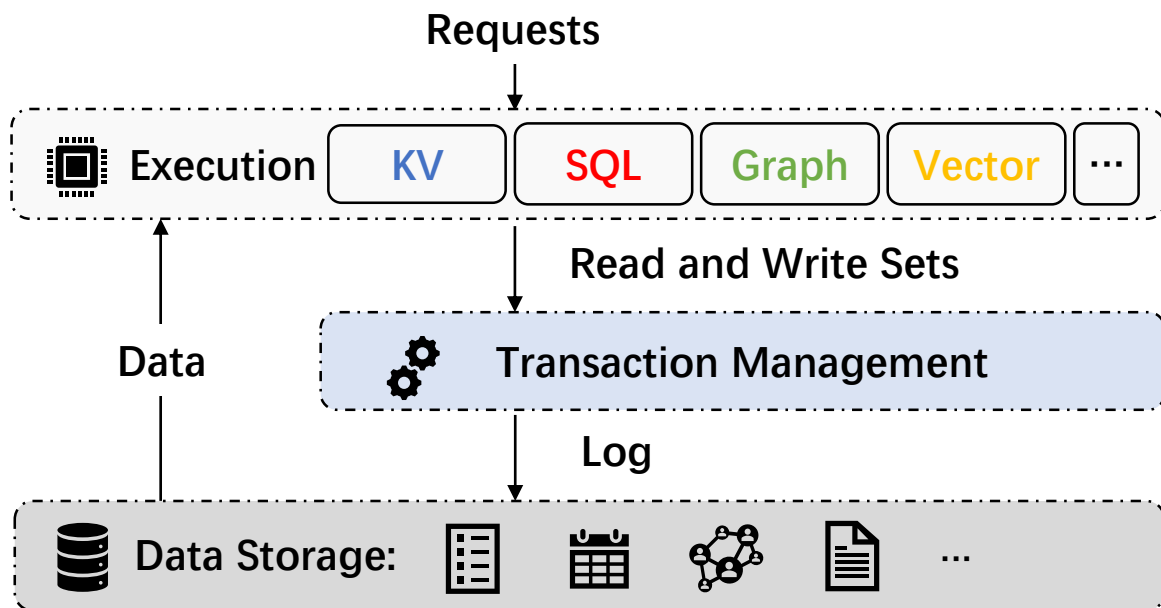 Requests
Execution KV SQL Graph Vector ...
Read and Write Sets
Data Transaction Management
Log
Data Storage: ...